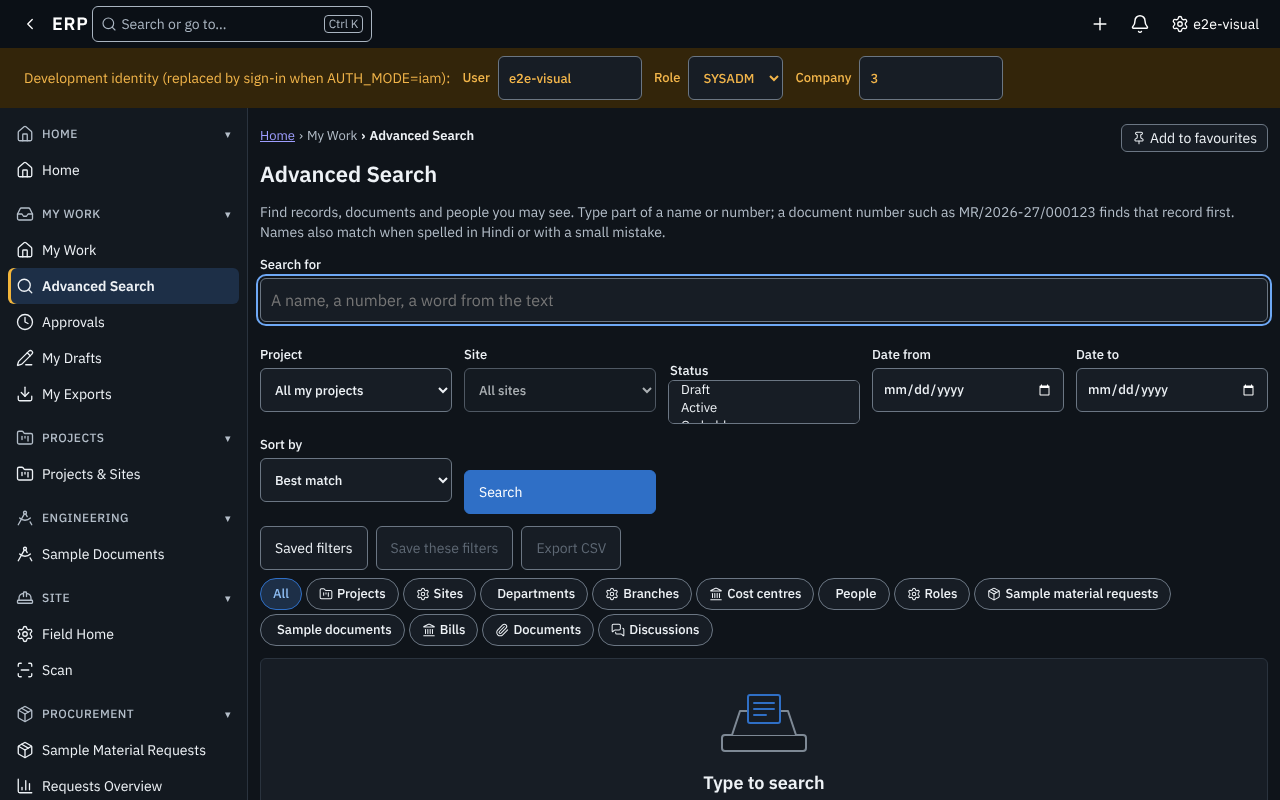 ERP
Search or go to...
Ctrl K
e2e-visual
Development identity (replaced by sign-in when AUTH_MODE=iam):
User
e2e-visual
Role
SYSADM
Company
3
HOME
Home
MY WORK
My Work
Advanced Search
Approvals
My Drafts
My Exports
PROJECTS
Projects & Sites
ENGINEERING
Sample Documents
SITE
Field Home
Scan
PROCUREMENT
Sample Material Requests
Requests Overview
Home › My Work › Advanced Search
Add to favourites
Advanced Search
Find records, documents and people you may see. Type part of a name or number; a document number such as MR/2026-27/000123 finds that record first.
Names also match when spelled in Hindi or with a small mistake.
Search for
A name, a number, a word from the text
Project
All my projects
Site
All sites
Status
Draft
Active
Date from
mm/dd/yyyy
Date to
mm/dd/yyyy
Sort by
Best match
Search
Saved filters
Save these filters
Export CSV
All
Projects
Sites
Departments
Branches
Cost centres
People
Roles
Sample material requests
Sample documents
Bills
Documents
Discussions
Type to search